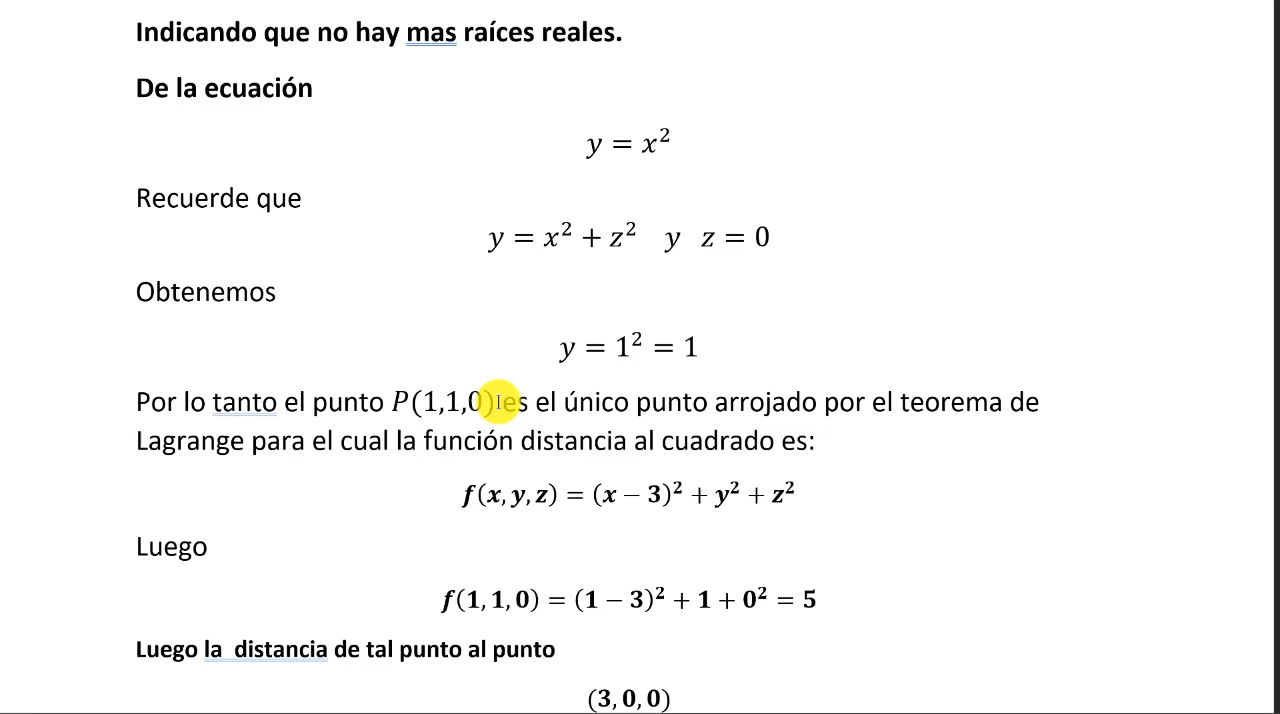 Indicando que no hay mas raíces reales.
De la ecuación
y = x²
Recuerde que
y = x² + z² y z = 0
Obtenemos
y = 1² = 1
Por lo tanto el punto P(1,1,0) es el único punto arrojado por el teorema de
Lagrange para el cual la función distancia al cuadrado es:
f(x, y, z) = (x − 3)² + y² + z²
Luego
f(1, 1, 0) = (1 − 3)² + 1 + 0² = 5
Luego la distancia de tal punto al punto
(3, 0, 0)